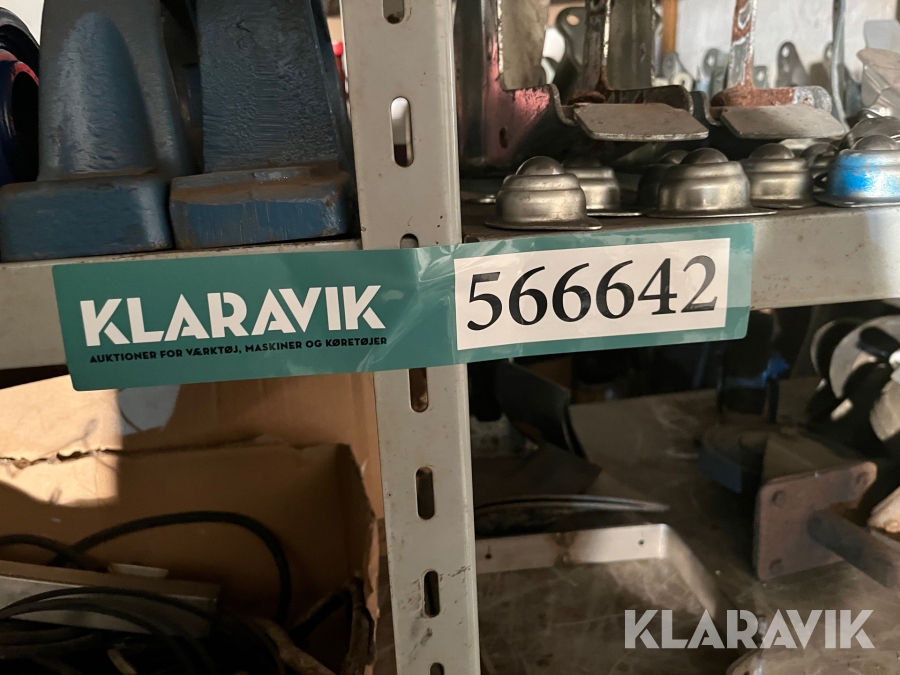 KLARAVIK
AUKTIONER FOR VÆRKTØJ, MASKINER OG KØRETØJER
566642
KLARAVIK